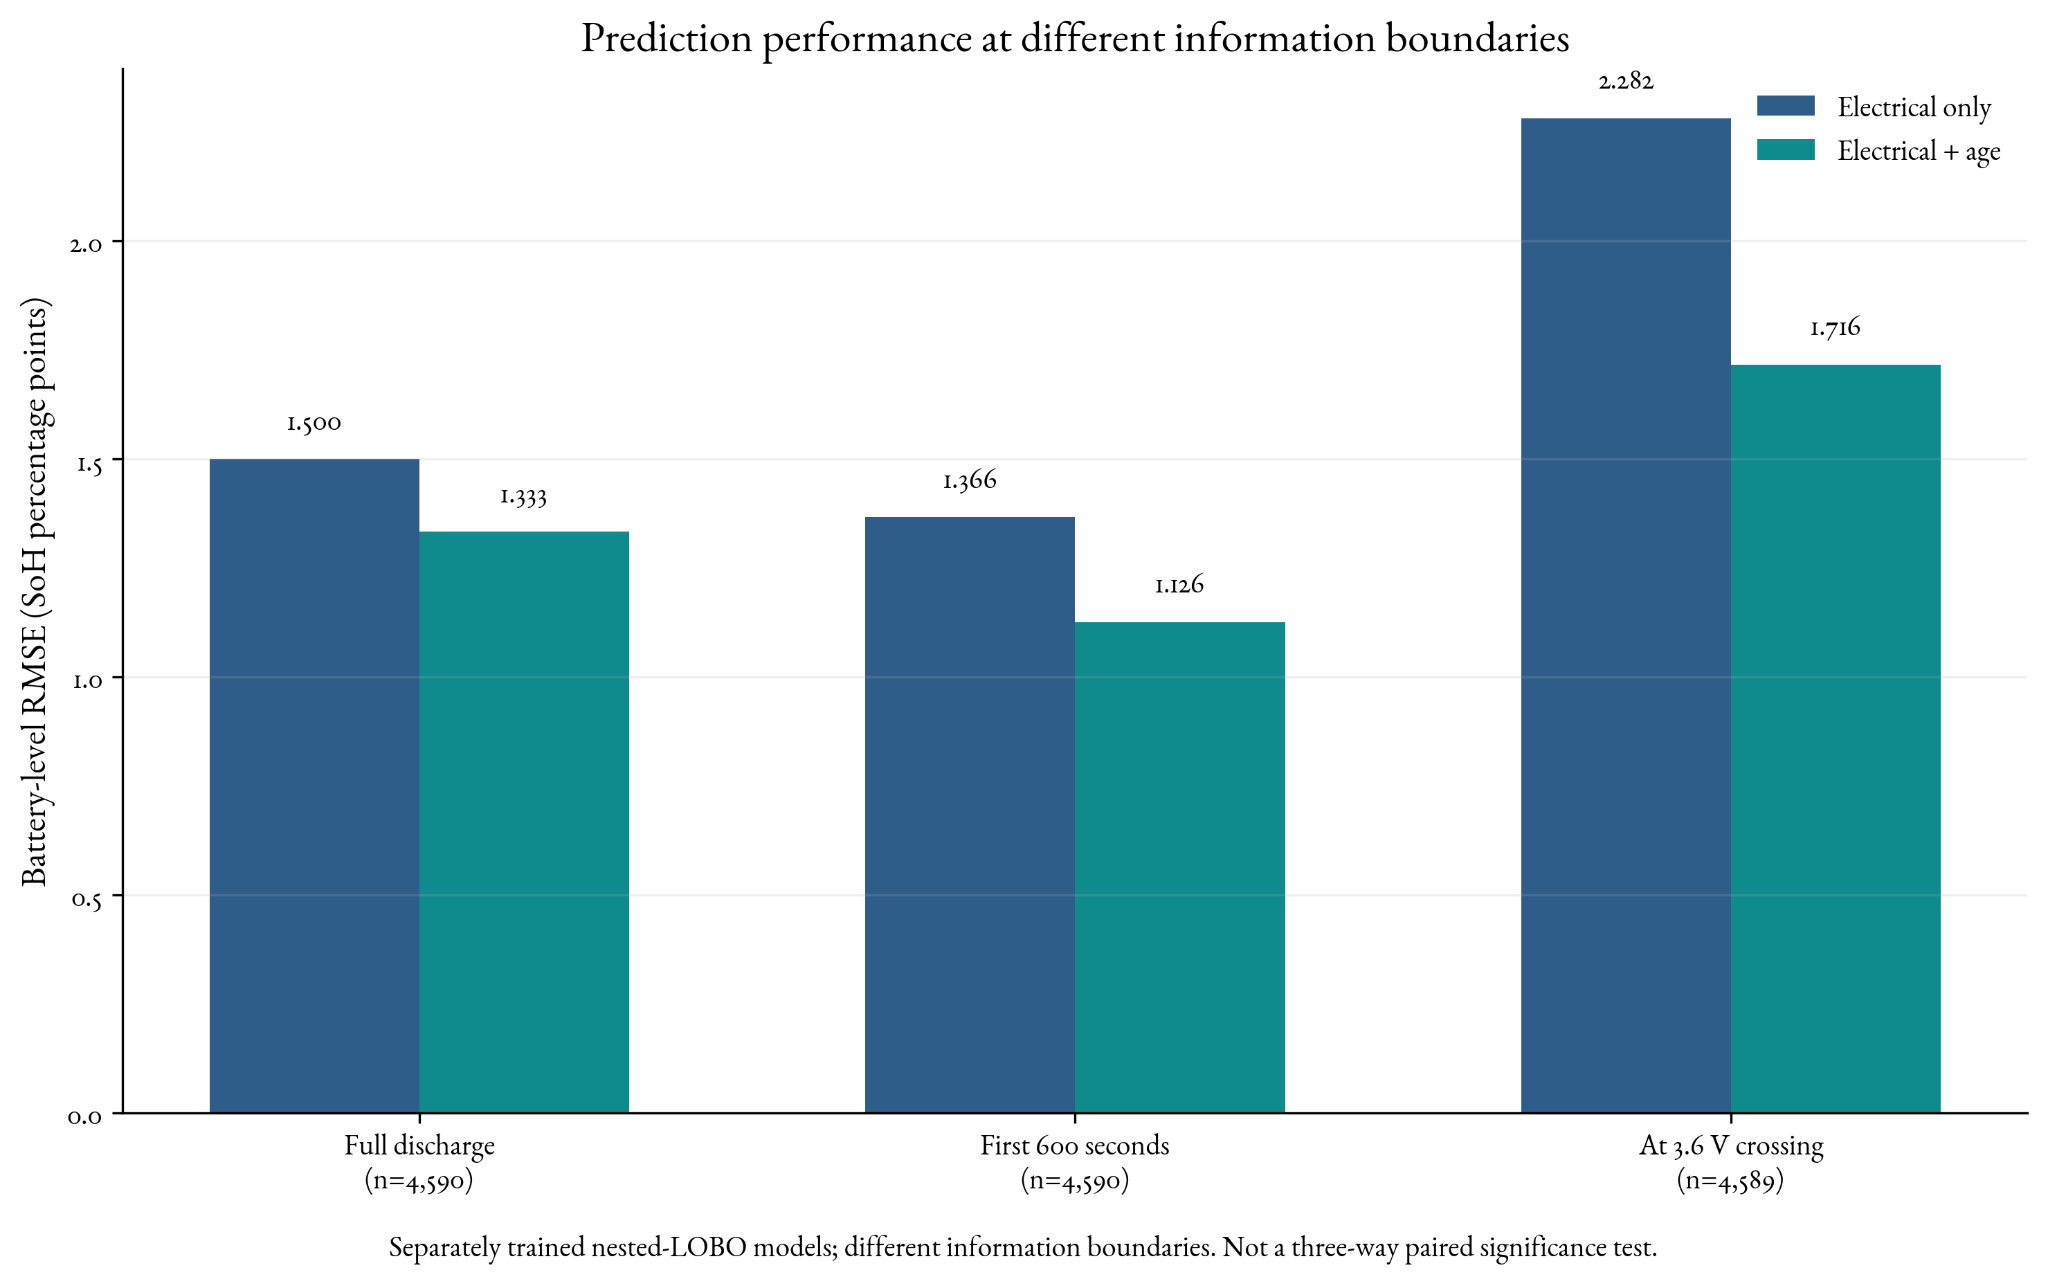 Prediction performance at different information boundaries
2.282
Electrical only
Electrical + age
2.0
1.716
1.500
1.5
1.333
1.366
1.126
1.0
0.5
0.0
Battery-level RMSE (SoH percentage points)
Full discharge
(n=4,590)
First 600 seconds
(n=4,590)
At 3.6 V crossing
(n=4,589)
Separately trained nested-LOBO models; different information boundaries. Not a three-way paired significance test.